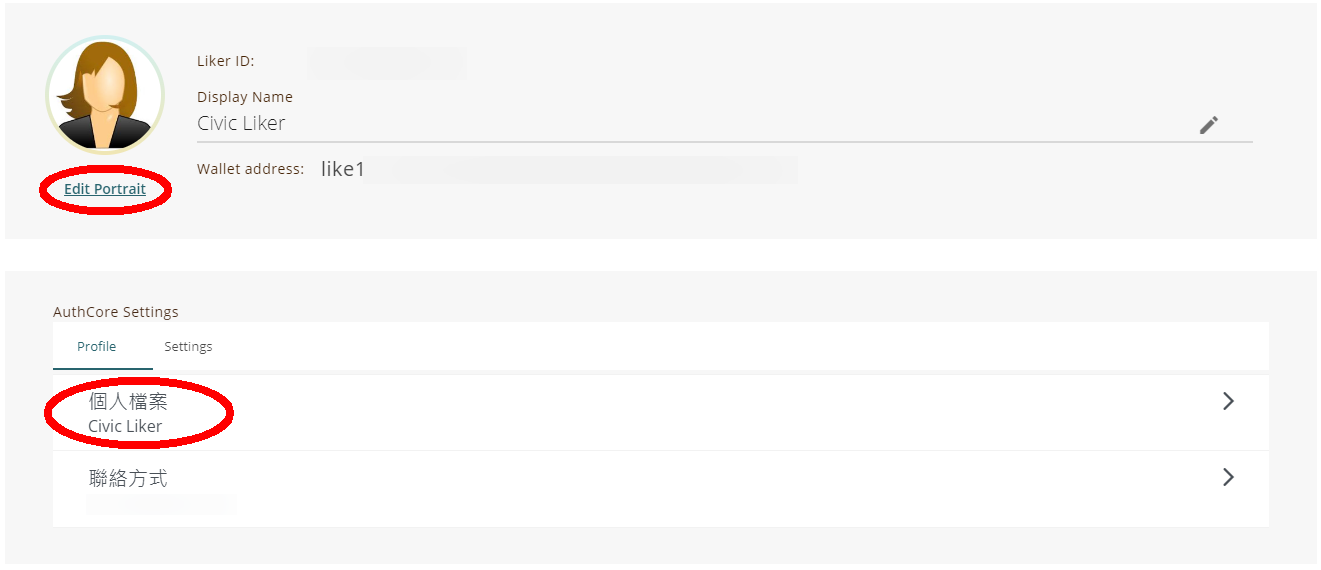 Liker ID:
Display Name
Civic Liker
Wallet address: like1
Edit Portrait
AuthCore Settings
Profile Settings
個人檔案
Civic Liker
聯絡方式